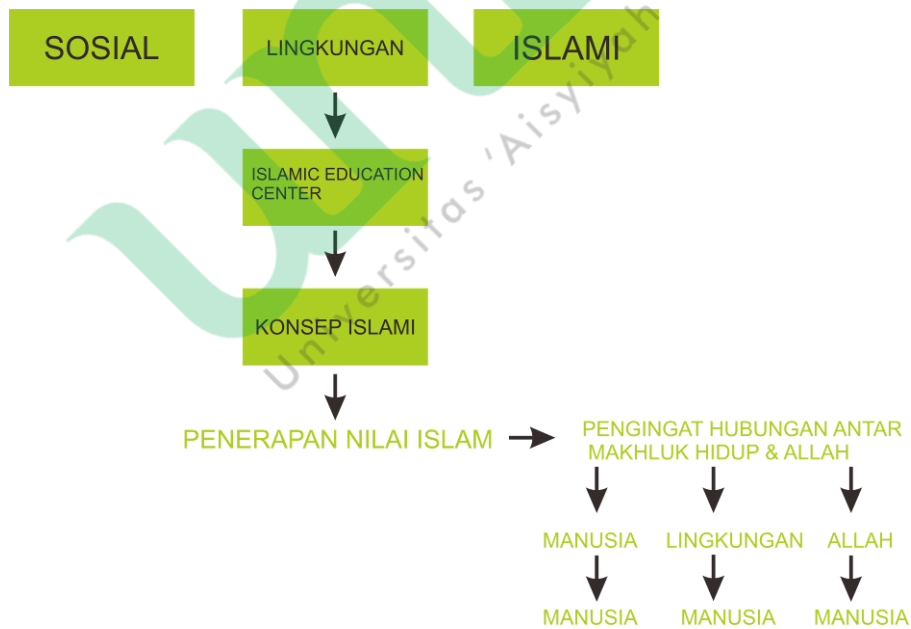 SOSIAL
LINGKUNGAN
ISLAMI
ISLAMIC EDUCATION
CENTER
KONSEP ISLAMI
PENERAPAN NILAI ISLAM
PENGINGAT HUBUNGAN ANTAR
MAKHLUK HIDUP & ALLAH
MANUSIA
LINGKUNGAN
ALLAH
MANUSIA
MANUSIA
MANUSIA
Universitas 'Aisyiyah